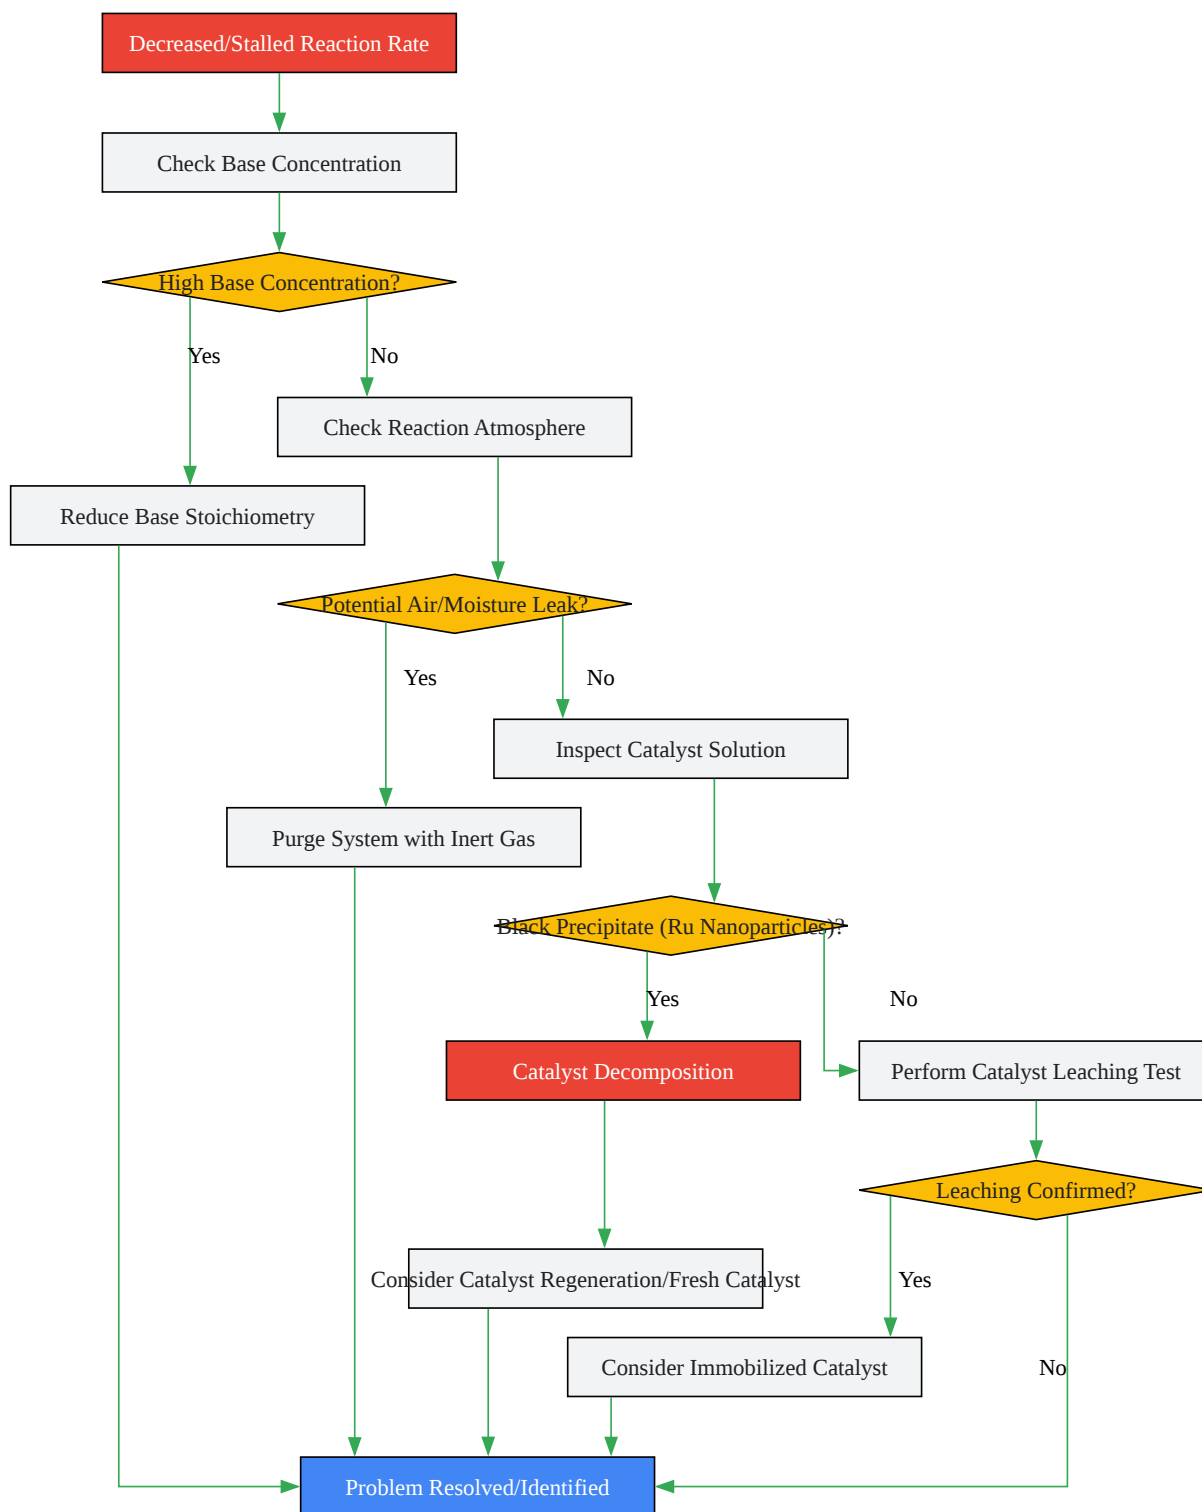 Decreased/Stalled Reaction Rate
Check Base Concentration
High Base Concentration?
Yes
No
Check Reaction Atmosphere
Reduce Base Stoichiometry
Potential Air/Moisture Leak?
Yes
No
Inspect Catalyst Solution
Purge System with Inert Gas
Black Precipitate (Ru Nanoparticles)?
Yes
No
Catalyst Decomposition
Perform Catalyst Leaching Test
Leaching Confirmed?
Consider Catalyst Regeneration/Fresh Catalyst
Yes
Consider Immobilized Catalyst
No
Problem Resolved/Identified